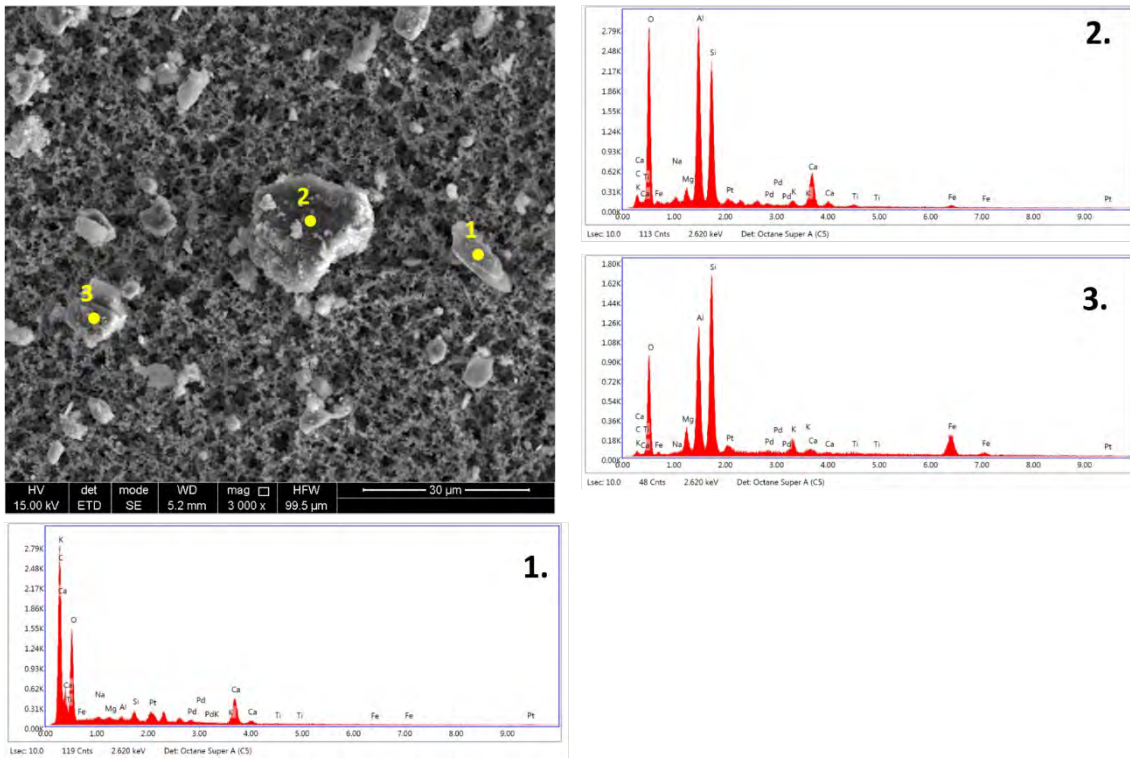 2
1
3
HV det mode WD mag □ HFW 30 µm
15.00 kV ETD SE 5.2 mm 3 000 x 99.5 µm
2.
2.79K
2.48K
2.17K
1.86K
1.55K
1.24K
0.93K
0.62K
0.31K
0.00K
O Al Si
Ca
C
K
Ti
Ca
Fe
Na
Mg
Pt
Pd
Pd
Pd
K
K
Ca
Ca
Ti
Ti
Fe
Fe
Pt
0.00 1.00 2.00 3.00 4.00 5.00 6.00 7.00 8.00 9.00
Lsec: 10.0 113 Cnts 2.620 keV Det: Octane Super A (C5)
3.
1.80K
1.62K
1.44K
1.26K
1.08K
0.90K
0.72K
0.54K
0.36K
0.18K
0.00K
Si
Al
O
Ca
C
K
Ti
Ca
Fe
Na
Mg
Pt
Pd
Pd
Pd
K
K
Ca
Ca
Ti
Ti
Fe
Fe
Pt
0.00 1.00 2.00 3.00 4.00 5.00 6.00 7.00 8.00 9.00
Lsec: 10.0 48 Cnts 2.620 keV Det: Octane Super A (C5)
1.
2.79K
2.48K
2.17K
1.86K
1.55K
1.24K
0.93K
0.62K
0.31K
0.00K
K
C
Ca
O
Ca
Fe
Na
Mg
Al
Si
Pt
Pd
Pd
PdK
K
Ca
Ca
Ti
Ti
Fe
Fe
Pt
0.00 1.00 2.00 3.00 4.00 5.00 6.00 7.00 8.00 9.00
Lsec: 10.0 119 Cnts 2.620 keV Det: Octane Super A (C5)